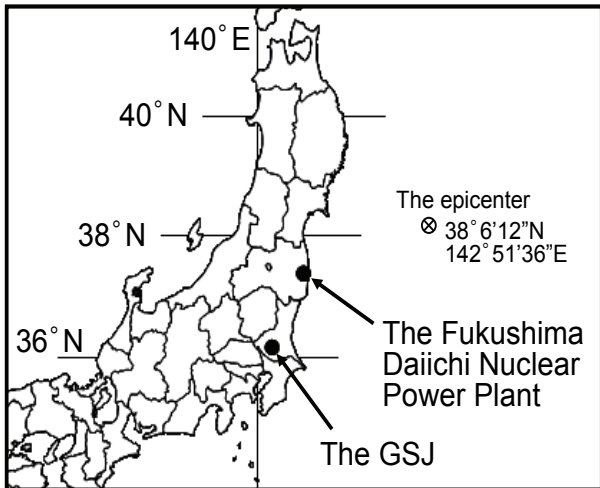 140°E
40°N
The epicenter
38°N
⊗ 38°6'12"N
142°51'36"E
36°N
The Fukushima
Daiichi Nuclear
Power Plant
The GSJ